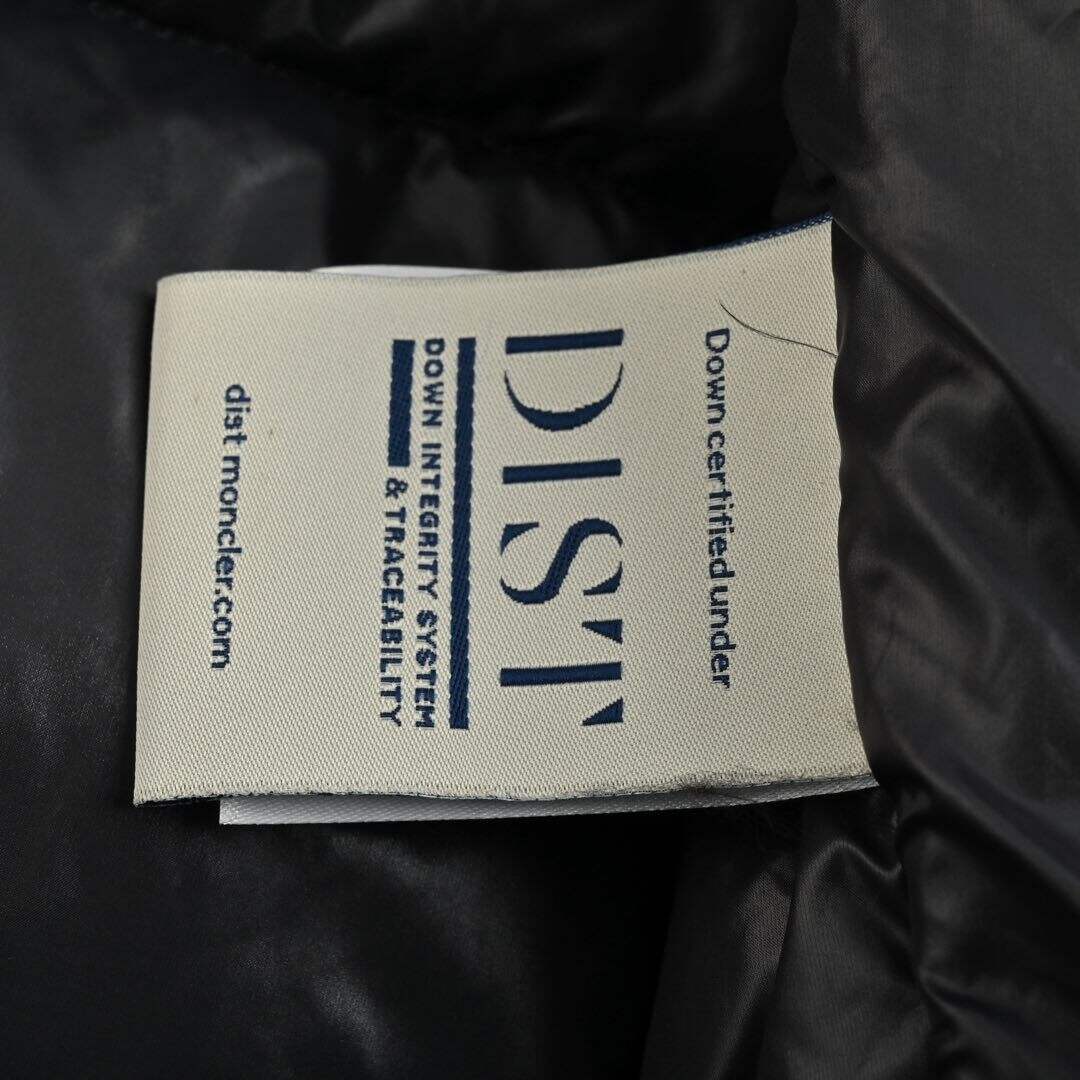 Down certified under
DIST
DOWN INTEGRITY SYSTEM
& TRACEABILITY
dist.moncler.com